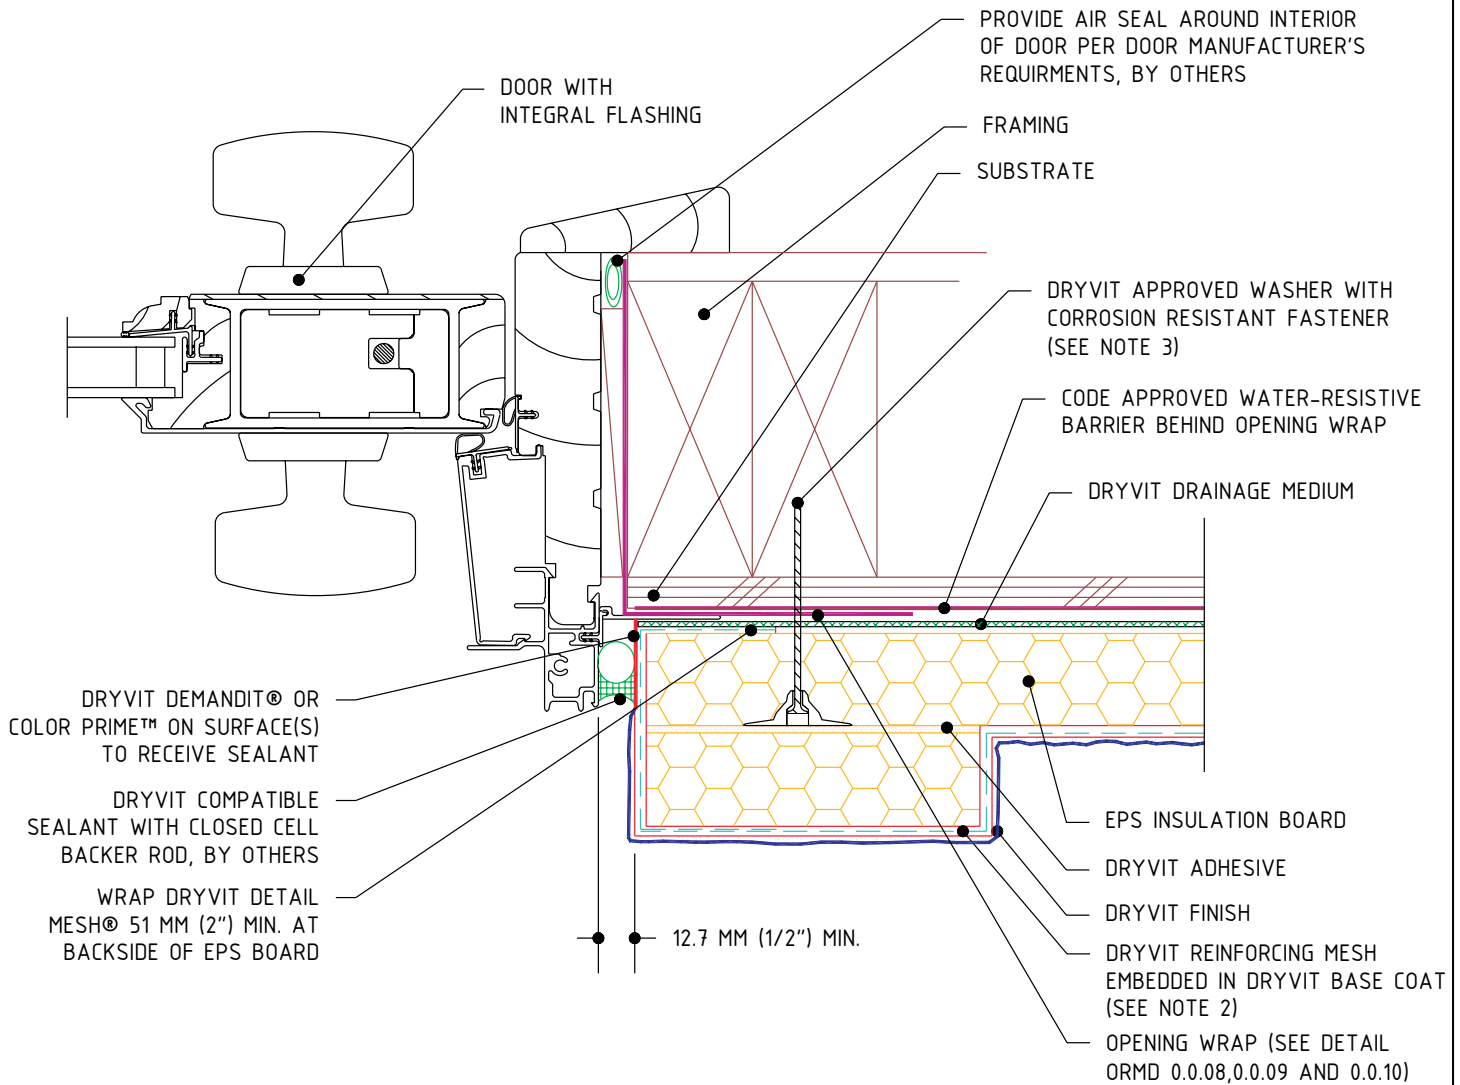 PROVIDE AIR SEAL AROUND INTERIOR
OF DOOR PER DOOR MANUFACTURER'S
REQUIRMENTS, BY OTHERS
DOOR WITH
INTEGRAL FLASHING
FRAMING
SUBSTRATE
DRYVIT APPROVED WASHER WITH
CORROSION RESISTANT FASTENER
(SEE NOTE 3)
CODE APPROVED WATER-RESISTIVE
BARRIER BEHIND OPENING WRAP
DRYVIT DRAINAGE MEDIUM
DRYVIT DEMANDIT® OR
COLOR PRIME™ ON SURFACE(S)
TO RECEIVE SEALANT
DRYVIT COMPATIBLE
SEALANT WITH CLOSED CELL
BACKER ROD, BY OTHERS
WRAP DRYVIT DETAIL
MESH® 51 MM (2") MIN. AT
BACKSIDE OF EPS BOARD
12.7 MM (1/2") MIN.
EPS INSULATION BOARD
DRYVIT ADHESIVE
DRYVIT FINISH
DRYVIT REINFORCING MESH
EMBEDDED IN DRYVIT BASE COAT
(SEE NOTE 2)
OPENING WRAP (SEE DETAIL
ORMD 0.0.08,0.0.09 AND 0.0.10)